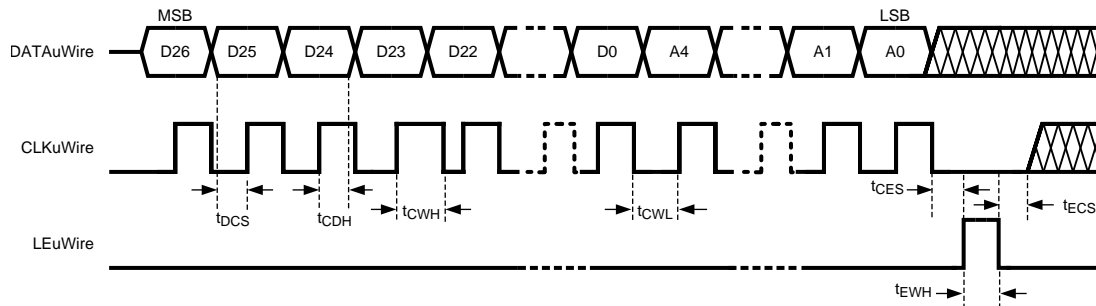 MSB LSB
DATAuWire D26 D25 D24 D23 D22 D0 A4 A1 A0
CLKuWire
tDCS tCDH tCWH tCWL tCES tECS
LEuWire
tEWH